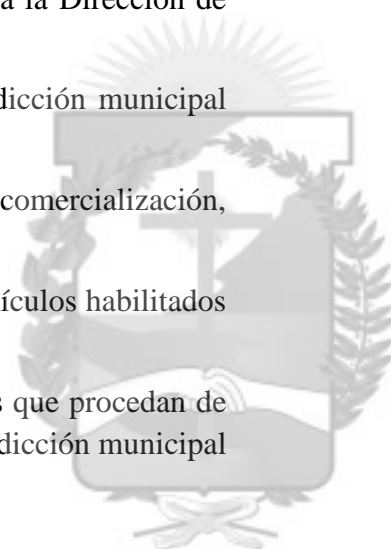 a la Dirección de
dicción municipal
comercialización,
ículos habilitados
s que procedan de
dicción municipal